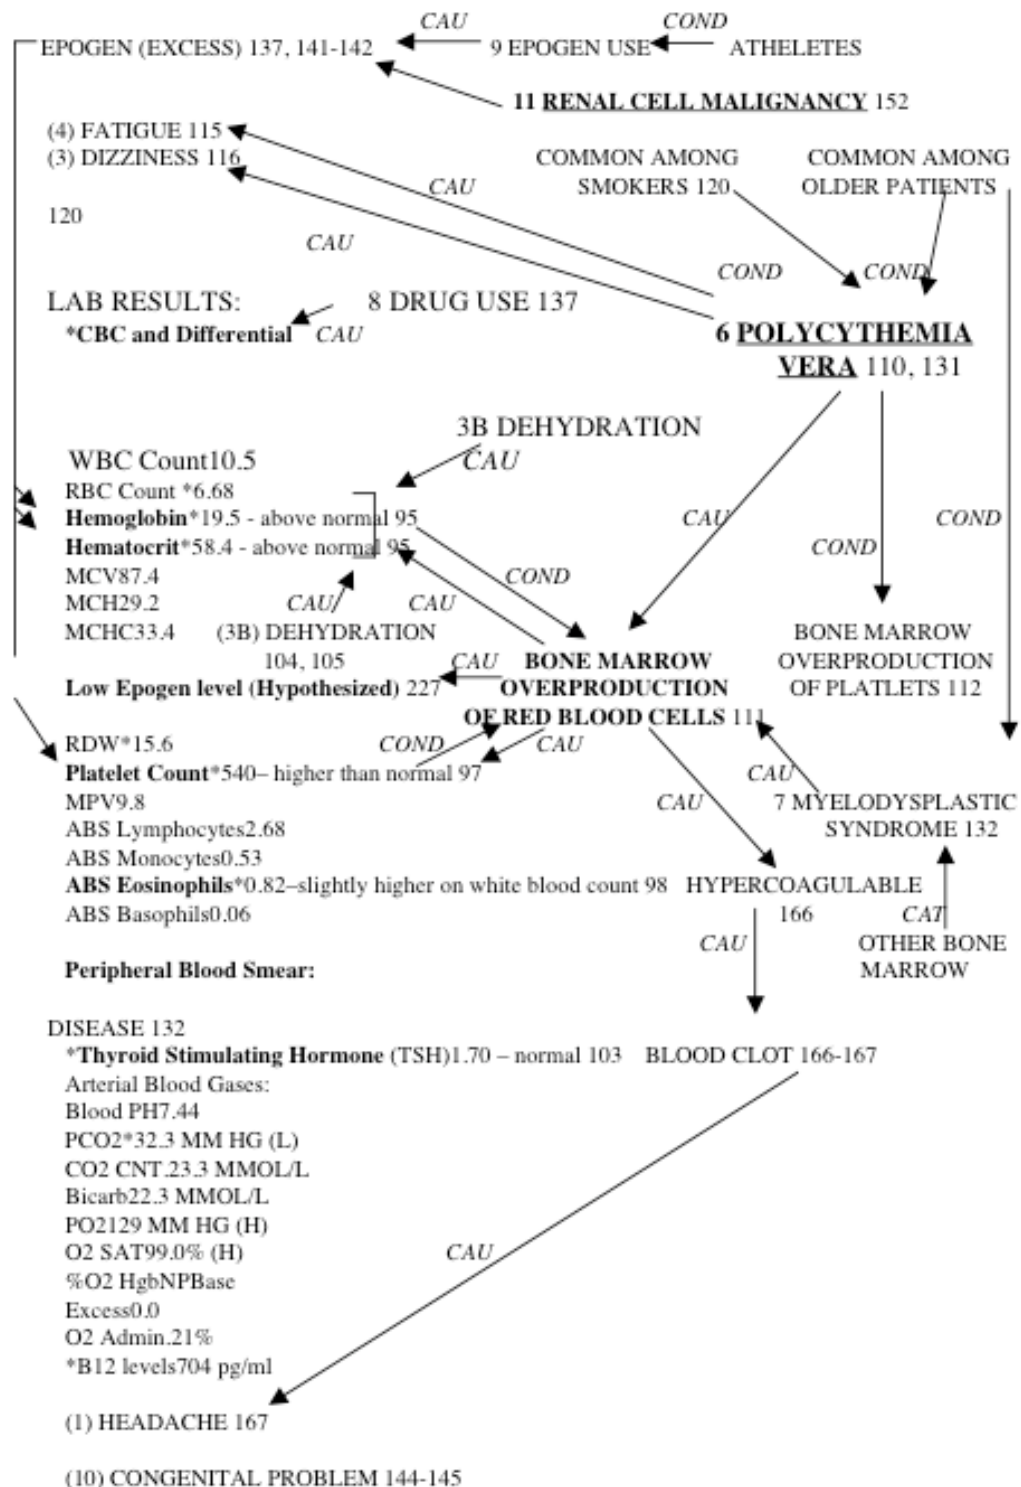 CAU COND
EPOGEN (EXCESS) 137, 141-142 9 EPOGEN USE ATHELETES
11 RENAL CELL MALIGNANCY 152
(4) FATIGUE 115
(3) DIZZINESS 116 COMMON AMONG COMMON AMONG
CAU SMOKERS 120 OLDER PATIENTS
120
CAU
COND COND
LAB RESULTS: 8 DRUG USE 137
*CBC and Differential CAU 6 POLYCYTHEMIA
VERA 110, 131
3B DEHYDRATION
WBC Count10.5 CAU
RBC Count *6.68
Hemoglobin*19.5 - above normal 95 CAU COND
Hematocrit*58.4 - above normal 95 COND
MCV87.4 COND
MCH29.2 CAU CAU
MCHC33.4 (3B) DEHYDRATION BONE MARROW
104, 105 CAU BONE MARROW OVERPRODUCTION
Low Epogen level (Hypothesized) 227 OVERPRODUCTION OF PLATLETS 112
OF RED BLOOD CELLS 111
RDW*15.6 COND CAU
Platelet Count*540– higher than normal 97 CAU
MPV9.8 CAU 7 MYELODYSPLASTIC
ABS Lymphocytes2.68 SYNDROME 132
ABS Monocytes0.53
ABS Eosinophils*0.82–slightly higher on white blood count 98 HYPERCOAGULABLE
ABS Basophils0.06 166 CAT
CAU OTHER BONE
Peripheral Blood Smear: MARROW
DISEASE 132
*Thyroid Stimulating Hormone (TSH)1.70 – normal 103 BLOOD CLOT 166-167
Arterial Blood Gases:
Blood PH7.44
PCO2*32.3 MM HG (L)
CO2 CNT.23.3 MMOL/L
Bicarb22.3 MMOL/L
PO2129 MM HG (H)
O2 SAT99.0% (H) CAU
%O2 HgbNPBase
Excess0.0
O2 Admin.21%
*B12 levels704 pg/ml
(1) HEADACHE 167
(10) CONGENITAL PROBLEM 144-145